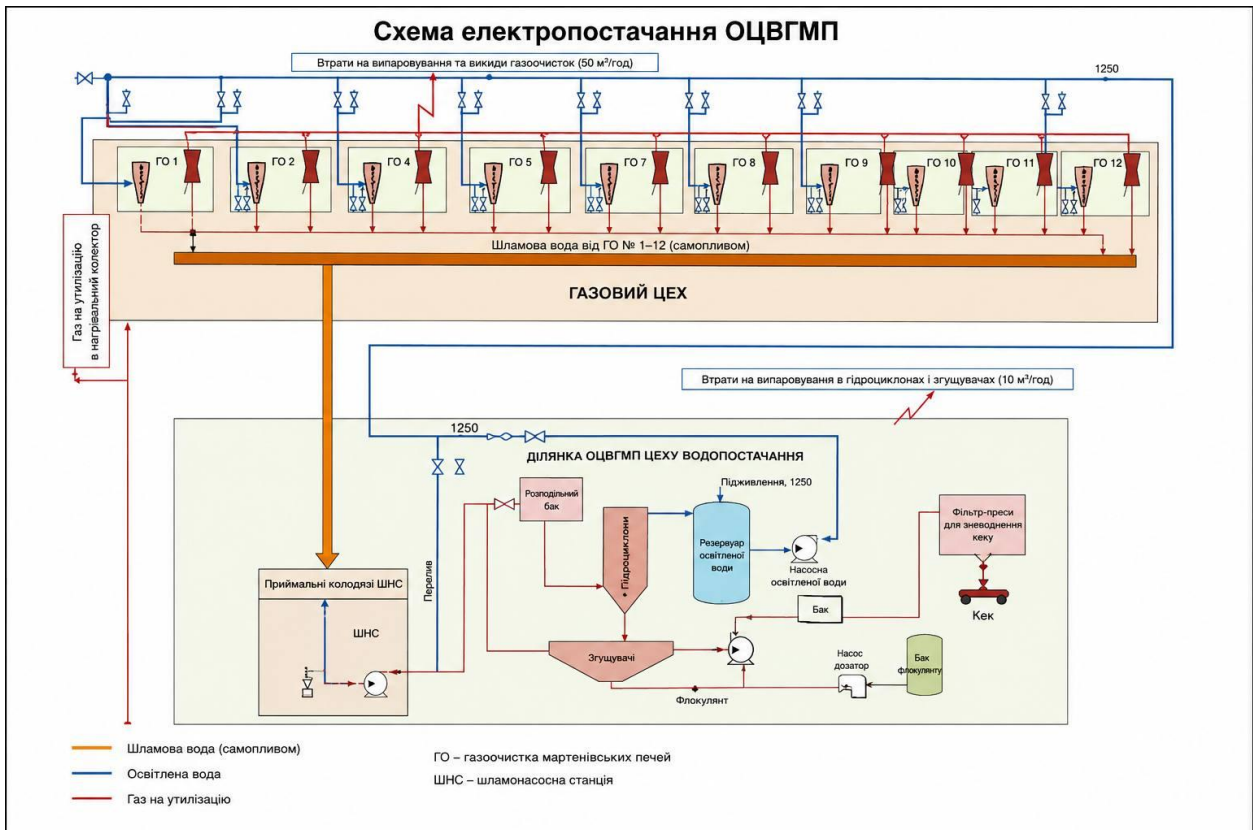 Схема електропостачання ОЦВГМП
Втрати на випаровування та викиди газоочисток (50 м³/год)
1250
ГО 1
ГО 2
ГО 4
ГО 5
ГО 7
ГО 8
ГО 9
ГО 10
ГО 11
ГО 12
Шламова вода від ГО № 1–12 (самопливом)
ГАЗОВИЙ ЦЕХ
Газ на утилізацію
в нагрівальний колектор
Втрати на випаровування в гідроциклонах і згущувачах (10 м³/год)
1250
ДІЛЯНКА ОЦВГМП ЦЕХУ ВОДОПОСТАЧАННЯ
Розподільний
бак
Гідроциклони
Підживлення, 1250
Резервуар
освітленої
води
Насосна
освітленої води
Фільтр-преси
для зневоднення
кеку
Кек
Перелив
Приймальні колодязі ШНС
ШНС
Згущувачі
Бак
Насос
дозатор
Бак
флокулянту
Флокулянт
Шламова вода (самопливом)
Освітлена вода
Газ на утилізацію
ГО – газоочистка мартенівських печей
ШНС – шламонасосна станція